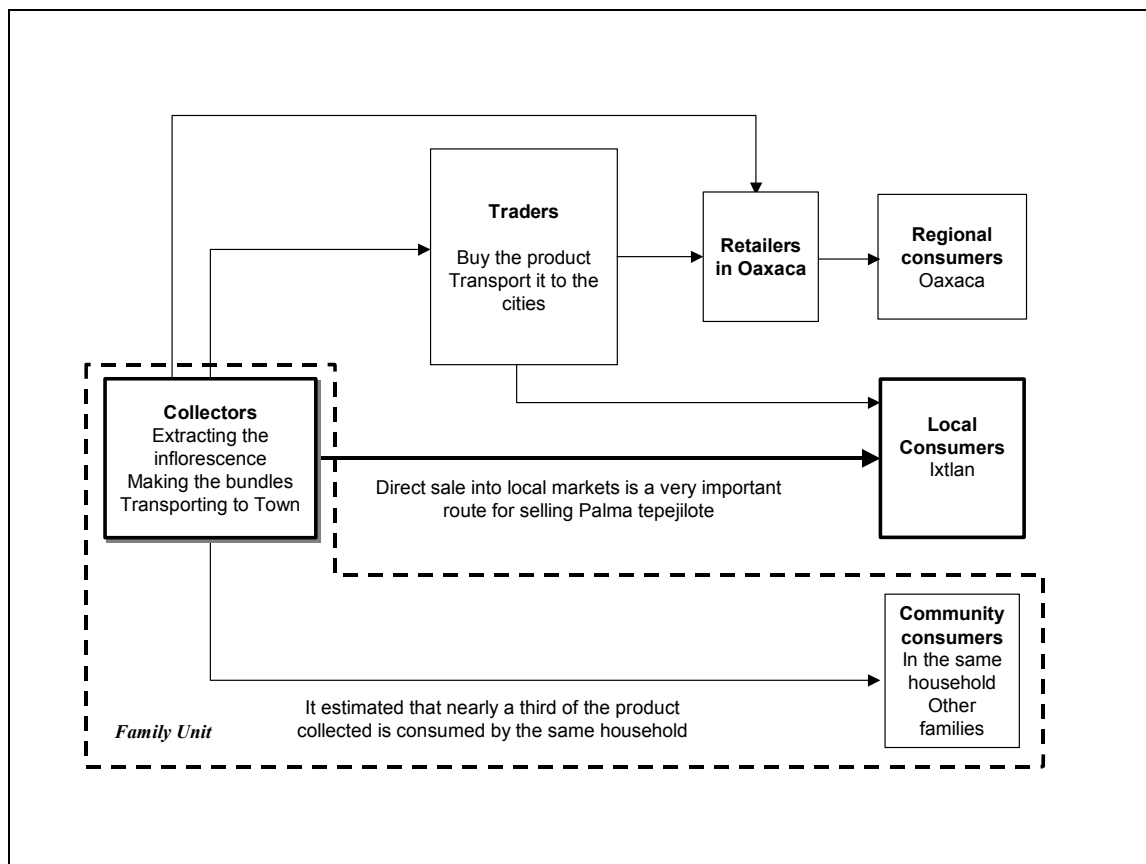 Traders
Buy the product
Transport it to the
cities
Retailers
in Oaxaca
Regional
consumers
Oaxaca
Collectors
Extracting the
inflorescence
Making the bundles
Transporting to Town
Local
Consumers
Ixtlan
Direct sale into local markets is a very important
route for selling Palma tepejilote
Community
consumers
In the same
household
Other
families
It estimated that nearly a third of the product
collected is consumed by the same household
Family Unit